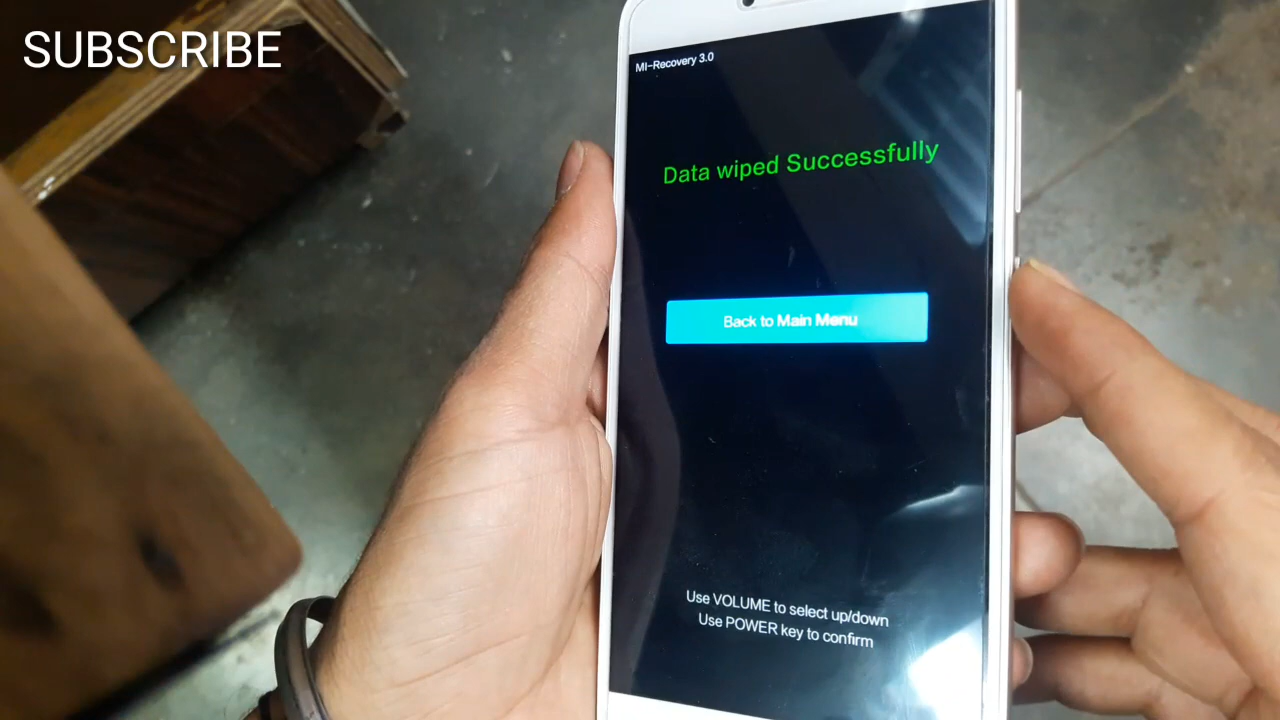 SUBSCRIBE
MI-Recovery 3.0
Data wiped Successfully
Back to Main Menu
Use VOLUME to select up/down
Use POWER key to confirm